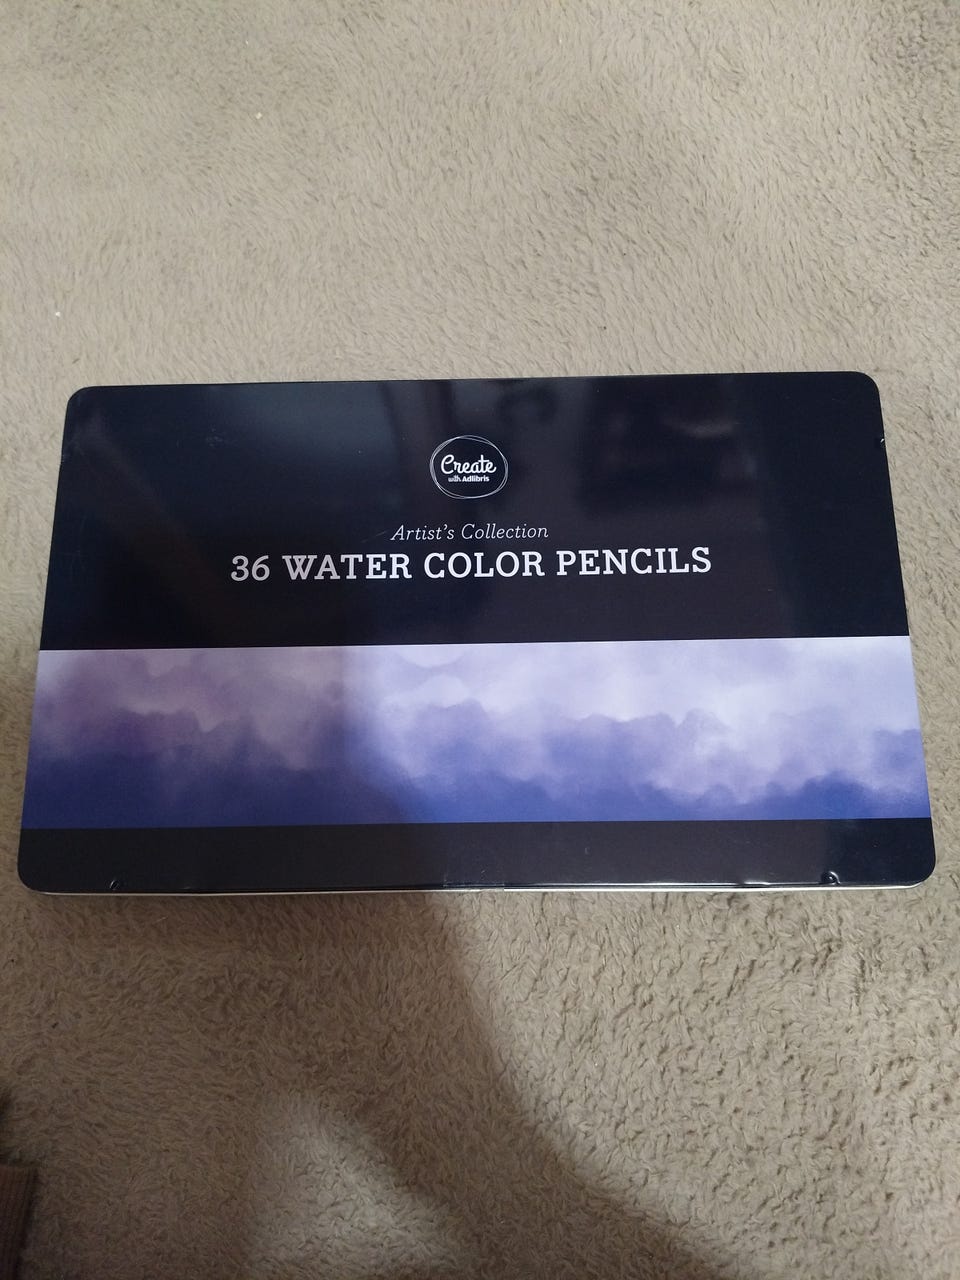 Create
with Adlibris
Artist's Collection
36 WATER COLOR PENCILS